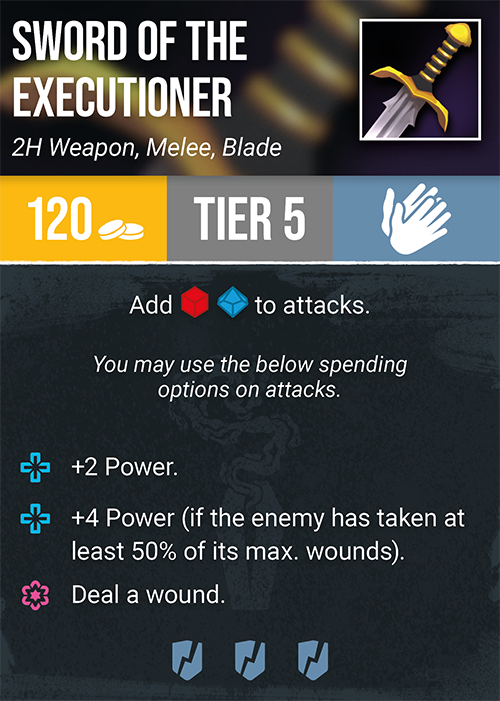 SWORD OF THE
EXECUTIONER
2H Weapon, Melee, Blade
120 TIER 5
Add to attacks.
You may use the below spending
options on attacks.
+2 Power.
+4 Power (if the enemy has taken at
least 50% of its max. wounds).
Deal a wound.